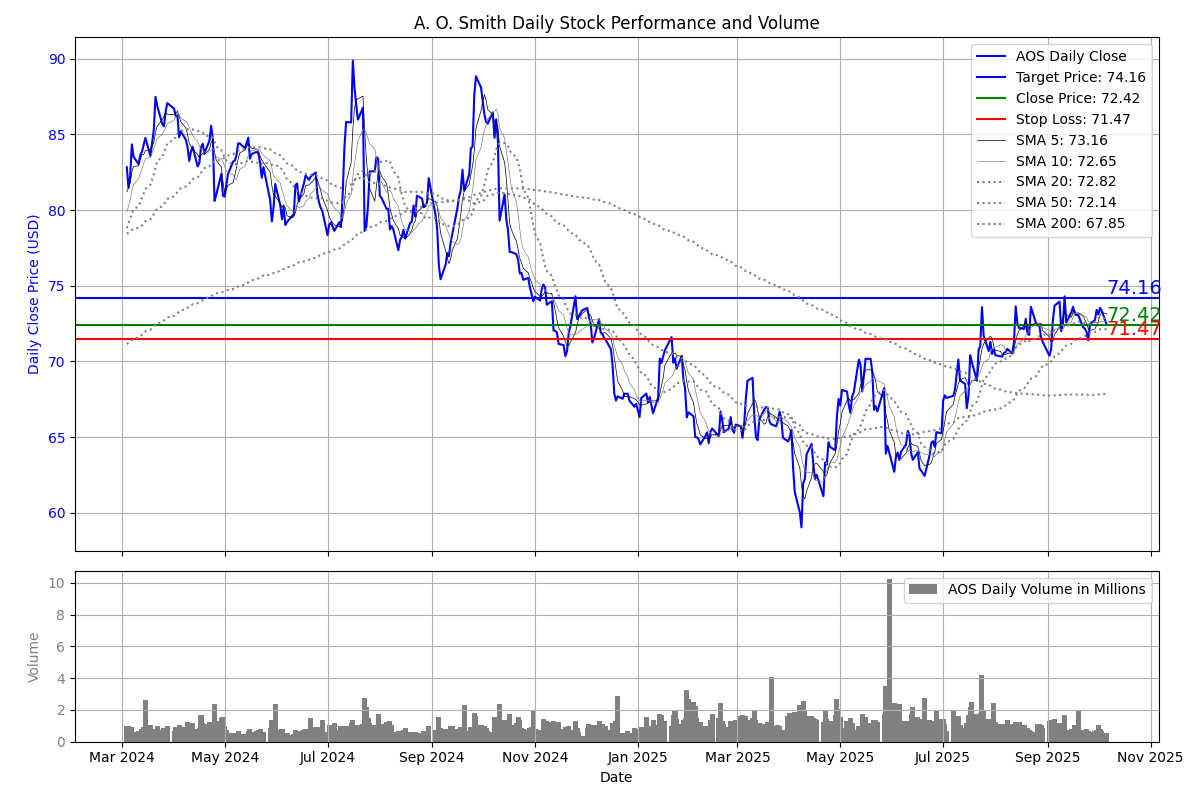 A. O. Smith Daily Stock Performance and Volume
Daily Close Price (USD)
90
85
80
75
70
65
60
AOS Daily Close
Target Price: 74.16
Close Price: 72.42
Stop Loss: 71.47
SMA 5: 73.16
SMA 10: 72.65
SMA 20: 72.82
SMA 50: 72.14
SMA 200: 67.85
74.16
72.42
71.47
Volume
10
8
6
4
2
0
AOS Daily Volume in Millions
Mar 2024 May 2024 Jul 2024 Sep 2024 Nov 2024 Jan 2025 Mar 2025 May 2025 Jul 2025 Sep 2025 Nov 2025
Date